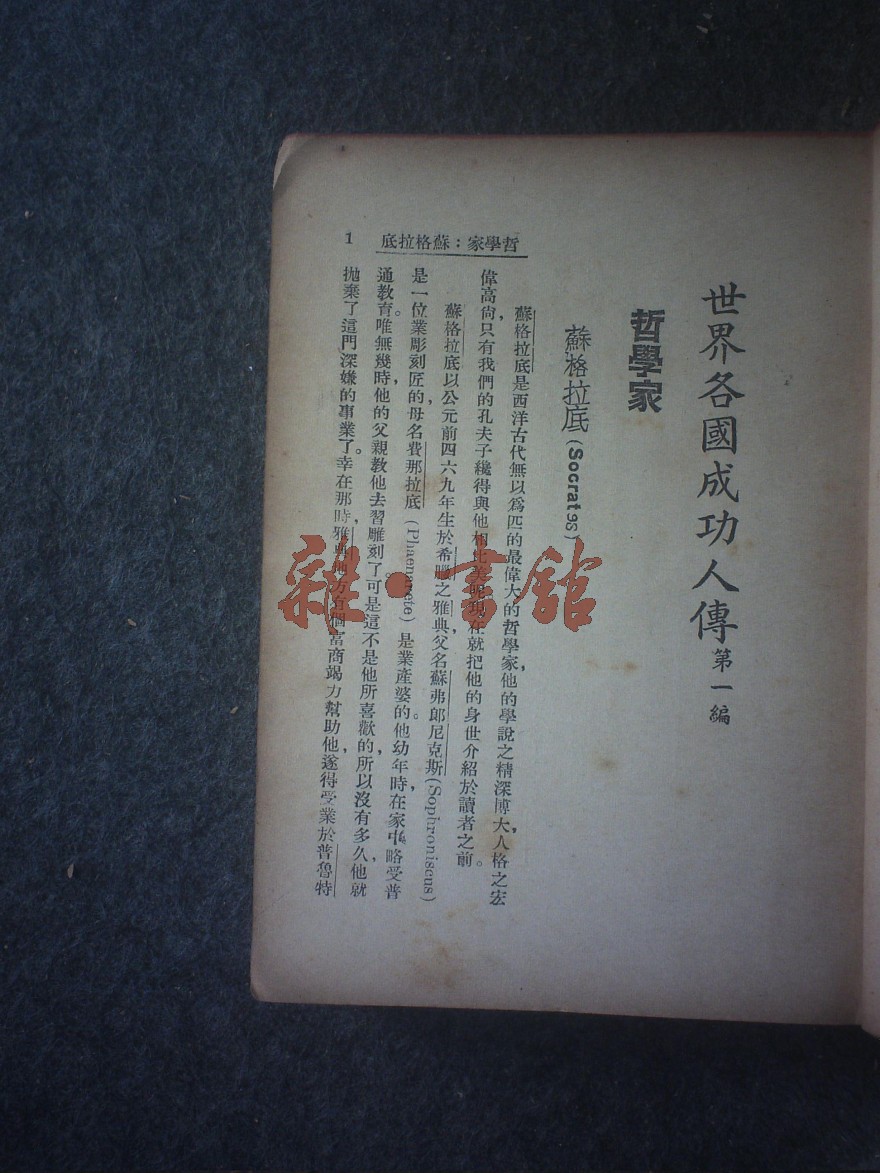 世界各國成功人傳 第一編
哲學家
蘇格拉底 (Socrates)
蘇格拉底是西洋古代無以爲匹的最偉大的哲學家，他的學說之精深博大，人格之宏
偉高尙，只有我們的孔夫子纔得與他相比美呢。現在就把他的身世介紹於讀者之前。
蘇格拉底以公元前四六九年生於希臘之雅典，父名蘇弗郎尼克斯(Sophroniscus)
是一位業彫刻匠的，母名費那拉底 (Phaenarete) 是業產婆的。他幼年時，在家中略受普
通教育。唯無幾時，他的父親教他去習雕刻了。可是這不是他所喜歡的，所以沒有多久，他就
拋棄了這門深嫌的事業了。幸在那時，雅典地方有個富商竭力幫助他，遂得受業於普魯特
哲學家：蘇格拉底 1
雜·書館